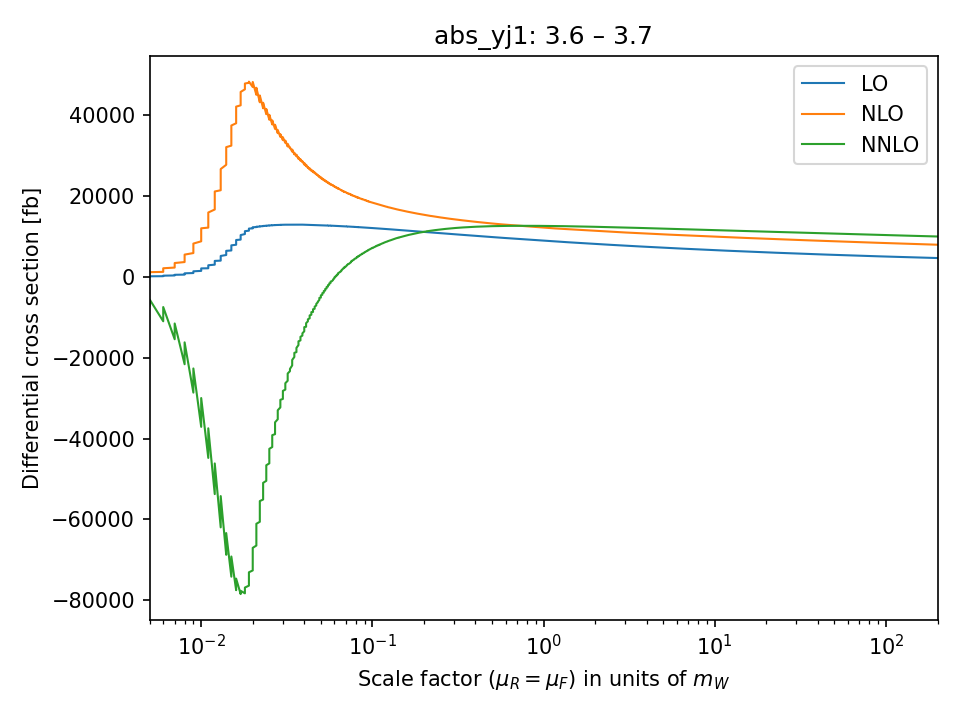 abs_yj1: 3.6 – 3.7
LO
NLO
NNLO
Differential cross section [fb]
40000
20000
0
−20000
−40000
−60000
−80000
10⁻² 10⁻¹ 10⁰ 10¹ 10²
Scale factor (μ_R = μ_F) in units of m_W